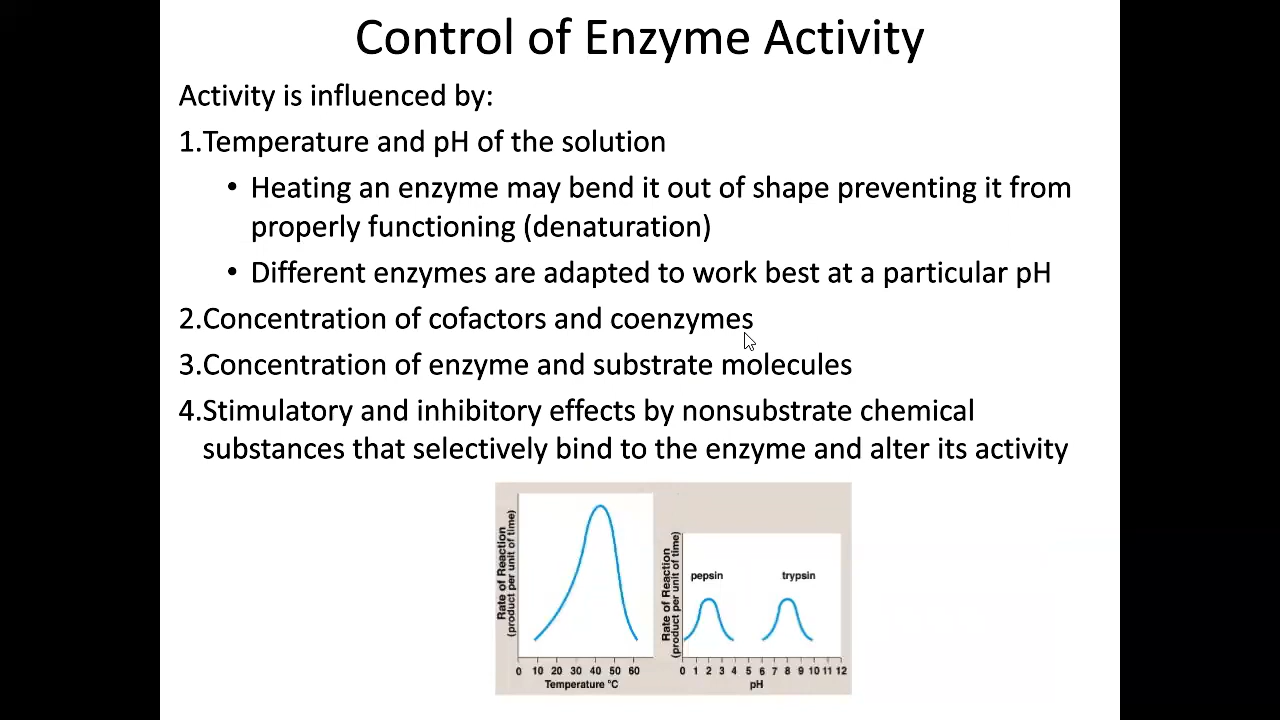 Control of Enzyme Activity
Activity is influenced by:
1.Temperature and pH of the solution
• Heating an enzyme may bend it out of shape preventing it from
properly functioning (denaturation)
• Different enzymes are adapted to work best at a particular pH
2.Concentration of cofactors and coenzymes
3.Concentration of enzyme and substrate molecules
4.Stimulatory and inhibitory effects by nonsubstrate chemical
substances that selectively bind to the enzyme and alter its activity
Rate of Reaction
(product per unit of time)
0 10 20 30 40 50 60
Temperature °C
Rate of Reaction
(product per unit of time)
pepsin trypsin
0 1 2 3 4 5 6 7 8 9 10 11 12
pH